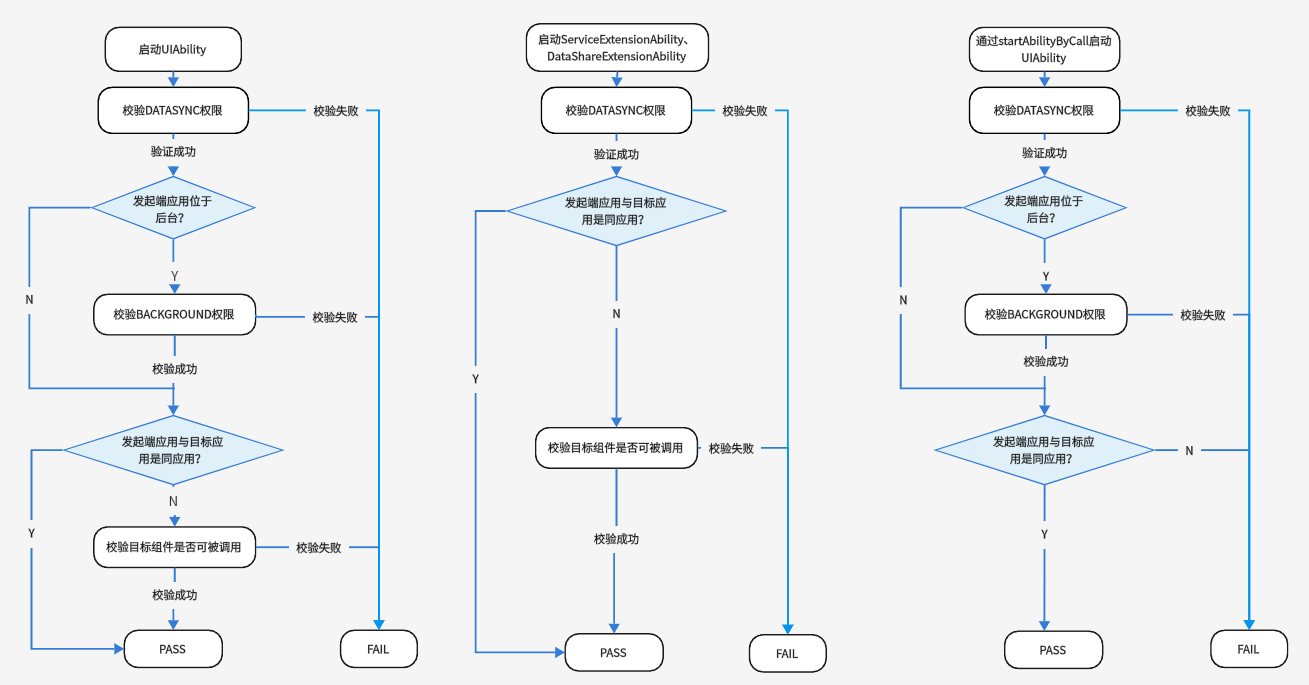 启动UIAbility
校验DATASYNC权限
校验失败
验证成功
发起端应用位于
后台?
Y
N
校验BACKGROUND权限
校验失败
校验成功
发起端应用与目标应
用是同应用?
N
Y
校验目标组件是否可被调用
校验失败
校验成功
PASS
FAIL
启动ServiceExtensionAbility、
DataShareExtensionAbility
校验DATASYNC权限
校验失败
验证成功
发起端应用与目标应
用是同应用?
N
Y
校验目标组件是否可被调用
校验失败
校验成功
PASS
FAIL
通过startAbilityByCall启动
UIAbility
校验DATASYNC权限
校验失败
验证成功
发起端应用位于
后台?
Y
N
校验BACKGROUND权限
校验失败
校验成功
发起端应用与目标应
用是同应用?
N
Y
PASS
FAIL